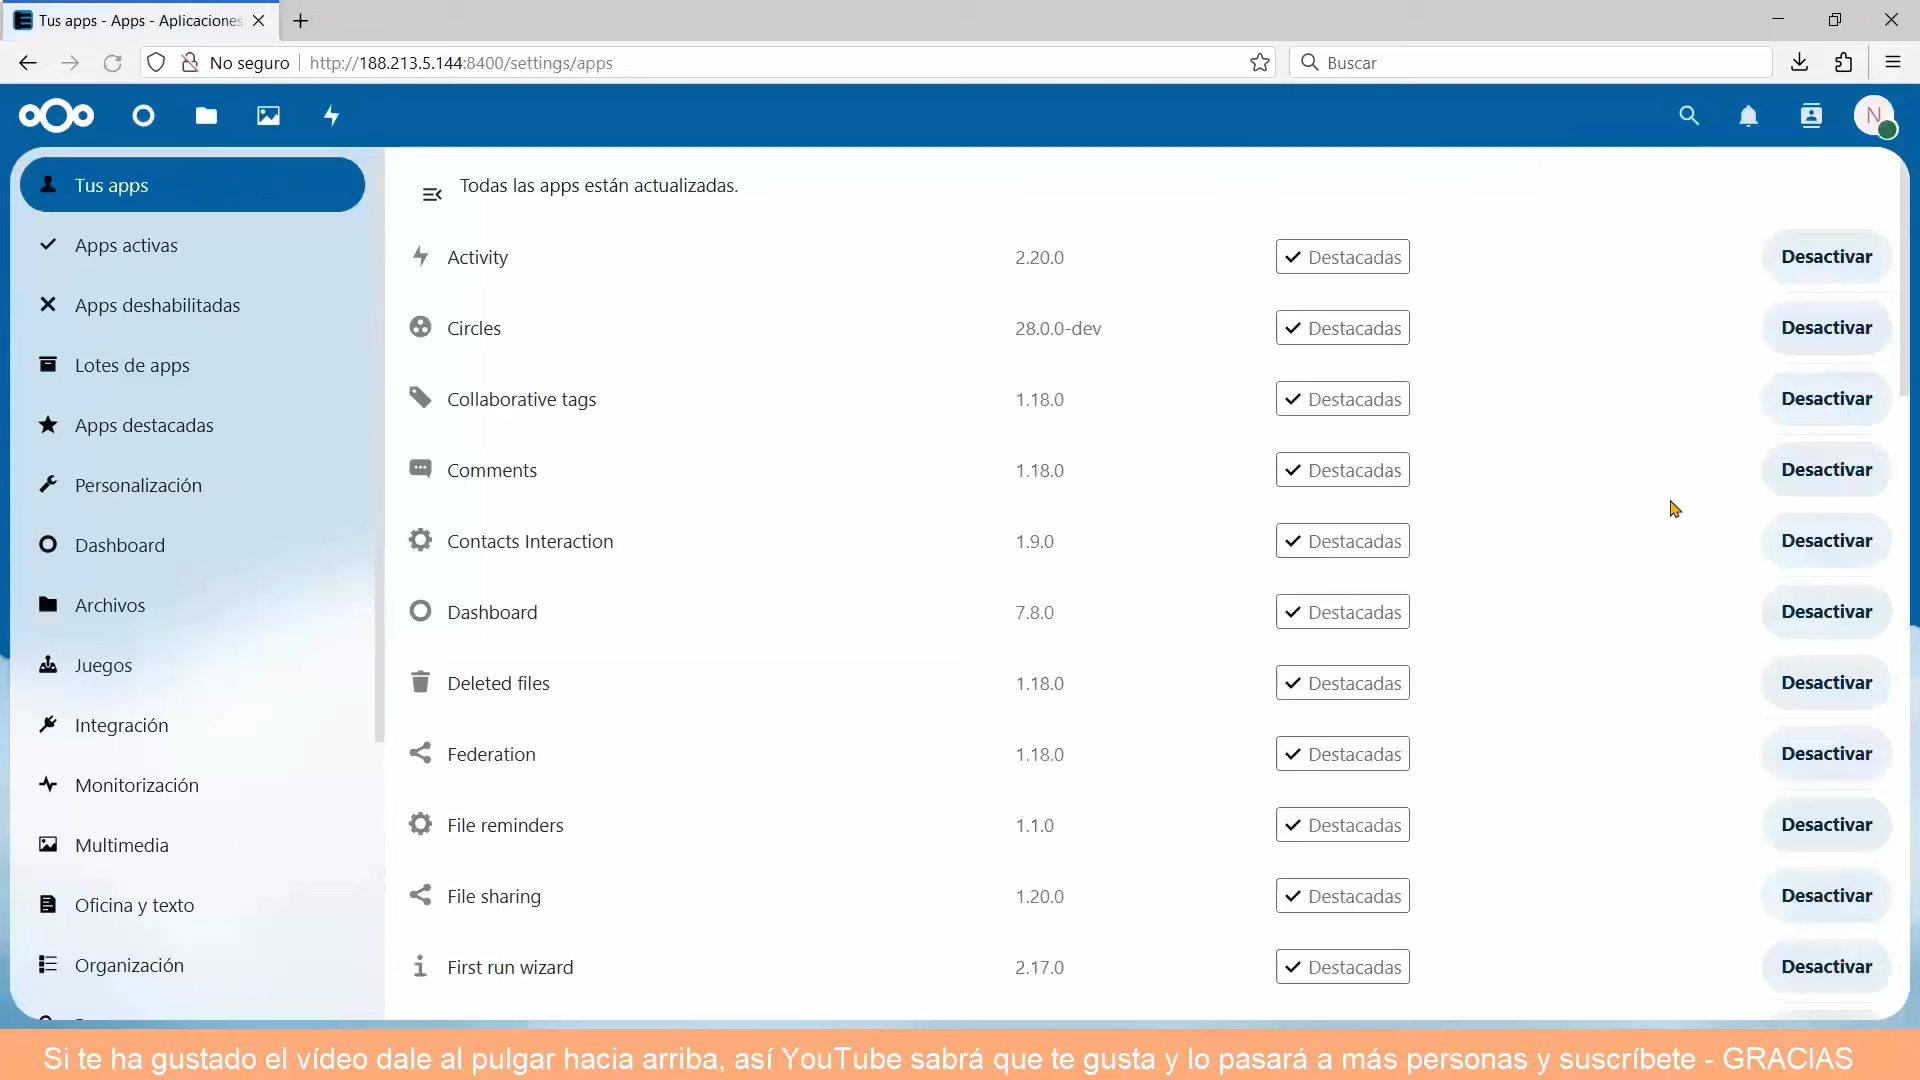 Tus apps - Apps - Aplicaciones
No seguro
http://188.213.5.144:8400/settings/apps
Buscar
N
Tus apps
Apps activas
Apps deshabilitadas
Lotes de apps
Apps destacadas
Personalización
Dashboard
Archivos
Juegos
Integración
Monitorización
Multimedia
Oficina y texto
Organización
Todas las apps están actualizadas.
Activity 2.20.0 Destacadas Desactivar
Circles 28.0.0-dev Destacadas Desactivar
Collaborative tags 1.18.0 Destacadas Desactivar
Comments 1.18.0 Destacadas Desactivar
Contacts Interaction 1.9.0 Destacadas Desactivar
Dashboard 7.8.0 Destacadas Desactivar
Deleted files 1.18.0 Destacadas Desactivar
Federation 1.18.0 Destacadas Desactivar
File reminders 1.1.0 Destacadas Desactivar
File sharing 1.20.0 Destacadas Desactivar
First run wizard 2.17.0 Destacadas Desactivar
Si te ha gustado el vídeo dale al pulgar hacia arriba, así YouTube sabrá que te gusta y lo pasará a más personas y suscríbete - GRACIAS